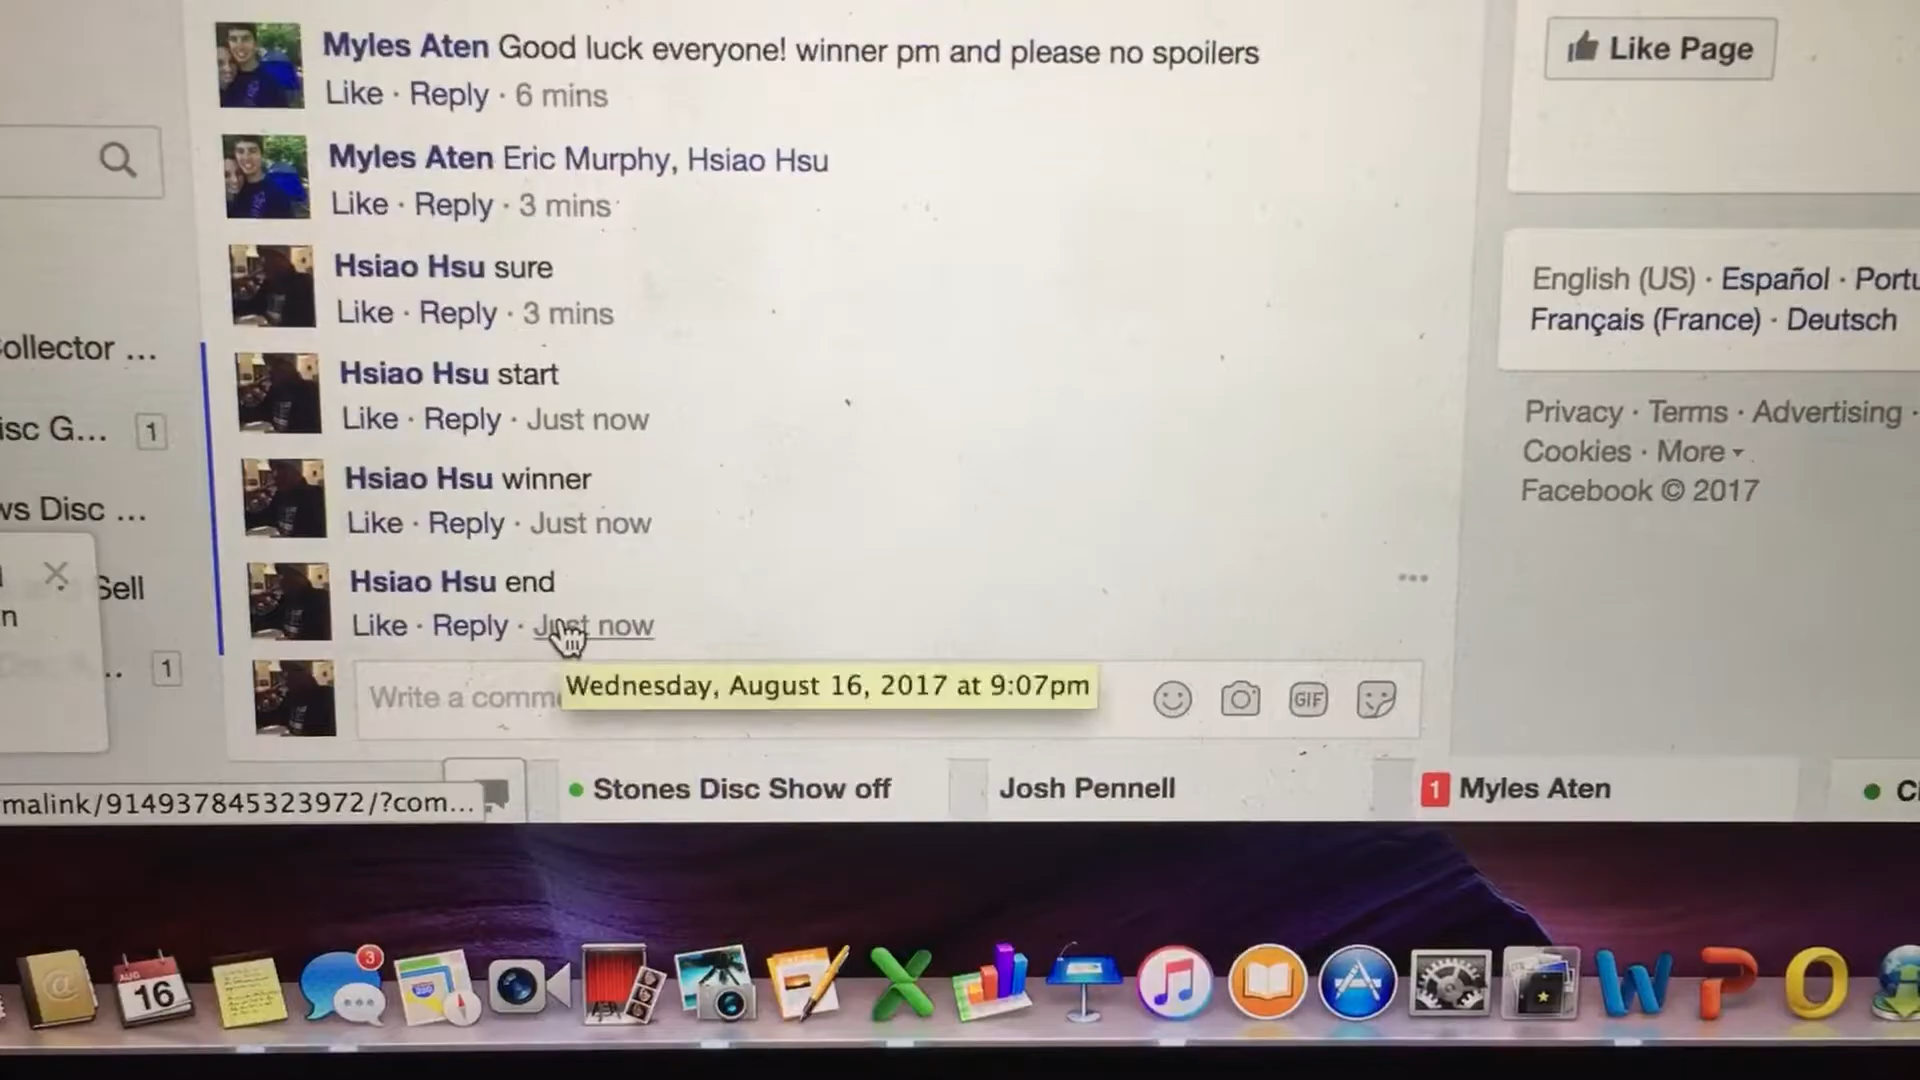 Myles Aten Good luck everyone! winner pm and please no spoilers
Like · Reply · 6 mins
Myles Aten Eric Murphy, Hsiao Hsu
Like · Reply · 3 mins
Hsiao Hsu sure
Like · Reply · 3 mins
Hsiao Hsu start
Like · Reply · Just now
Hsiao Hsu winner
Like · Reply · Just now
Hsiao Hsu end
Like · Reply · Just now
Write a comm
Wednesday, August 16, 2017 at 9:07pm
GIF
Like Page
English (US) · Español · Portu
Français (France) · Deutsch
Privacy · Terms · Advertising ·
Cookies · More
Facebook © 2017
ollector ...
isc G... 1
ws Disc ...
Sell
n
.. 1
malink/914937845323972/?com...
Stones Disc Show off
Josh Pennell
1 Myles Aten
AUG
16
3